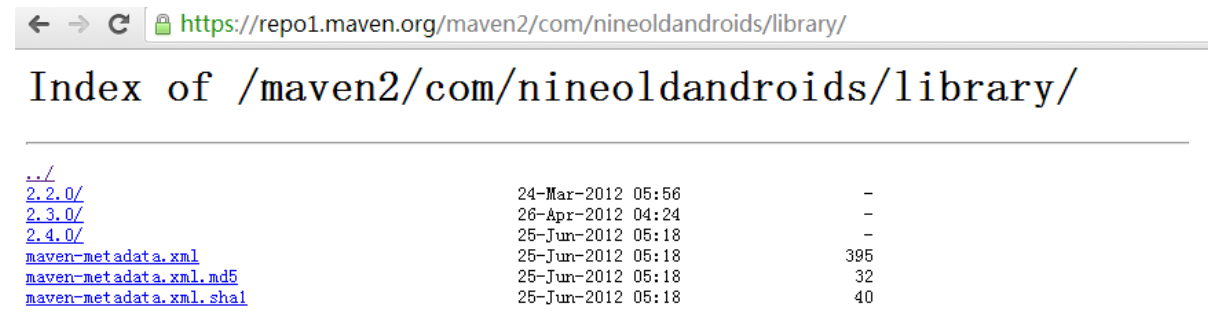 https://repo1.maven.org/maven2/com/nineoldandroids/library/
Index of /maven2/com/nineoldandroids/library/
../
2.2.0/ 24-Mar-2012 05:56 -
2.3.0/ 26-Apr-2012 04:24 -
2.4.0/ 25-Jun-2012 05:18 -
maven-metadata.xml 25-Jun-2012 05:18 395
maven-metadata.xml.md5 25-Jun-2012 05:18 32
maven-metadata.xml.sha1 25-Jun-2012 05:18 40